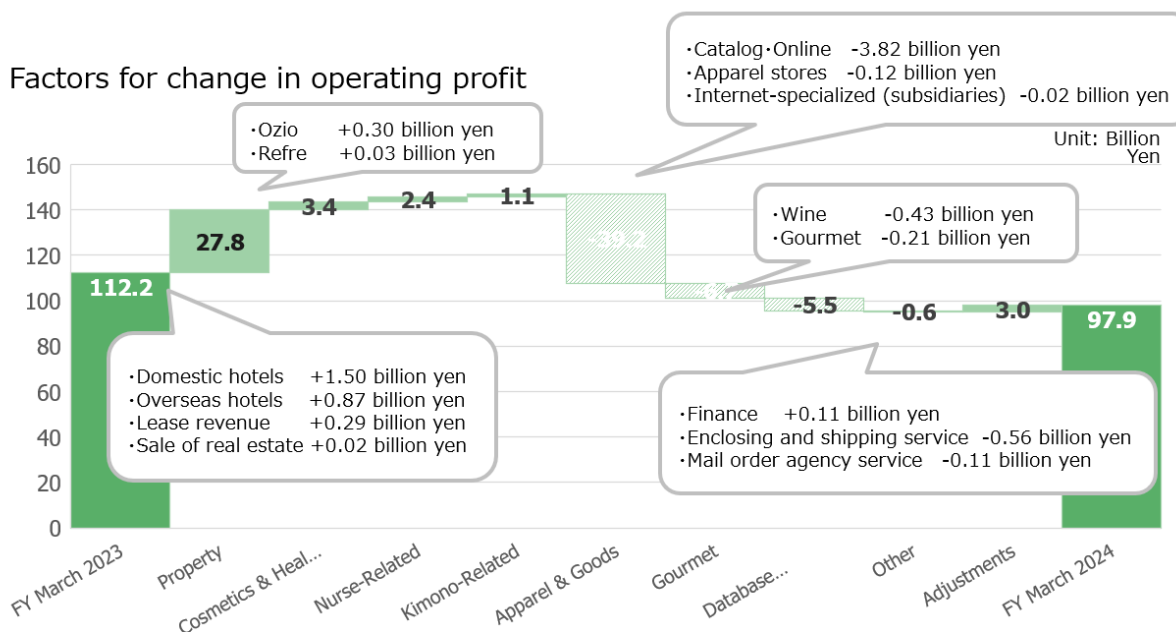 ·Catalog·Online -3.82 billion yen
·Apparel stores -0.12 billion yen
·Internet-specialized (subsidiaries) -0.02 billion yen
Factors for change in operating profit
·Ozio +0.30 billion yen
·Refre +0.03 billion yen
Unit: Billion
Yen
160
140
120
100
80
60
40
20
0
112.2
27.8
3.4
2.4
1.1
-39.2
-5.5
-0.6
3.0
97.9
·Wine -0.43 billion yen
·Gourmet -0.21 billion yen
·Domestic hotels +1.50 billion yen
·Overseas hotels +0.87 billion yen
·Lease revenue +0.29 billion yen
·Sale of real estate +0.02 billion yen
·Finance +0.11 billion yen
·Enclosing and shipping service -0.56 billion yen
·Mail order agency service -0.11 billion yen
FY March 2023
Property
Cosmetics & Heal...
Nurse-Related
Kimono-Related
Apparel & Goods
Gourmet
Database...
Other
Adjustments
FY March 2024